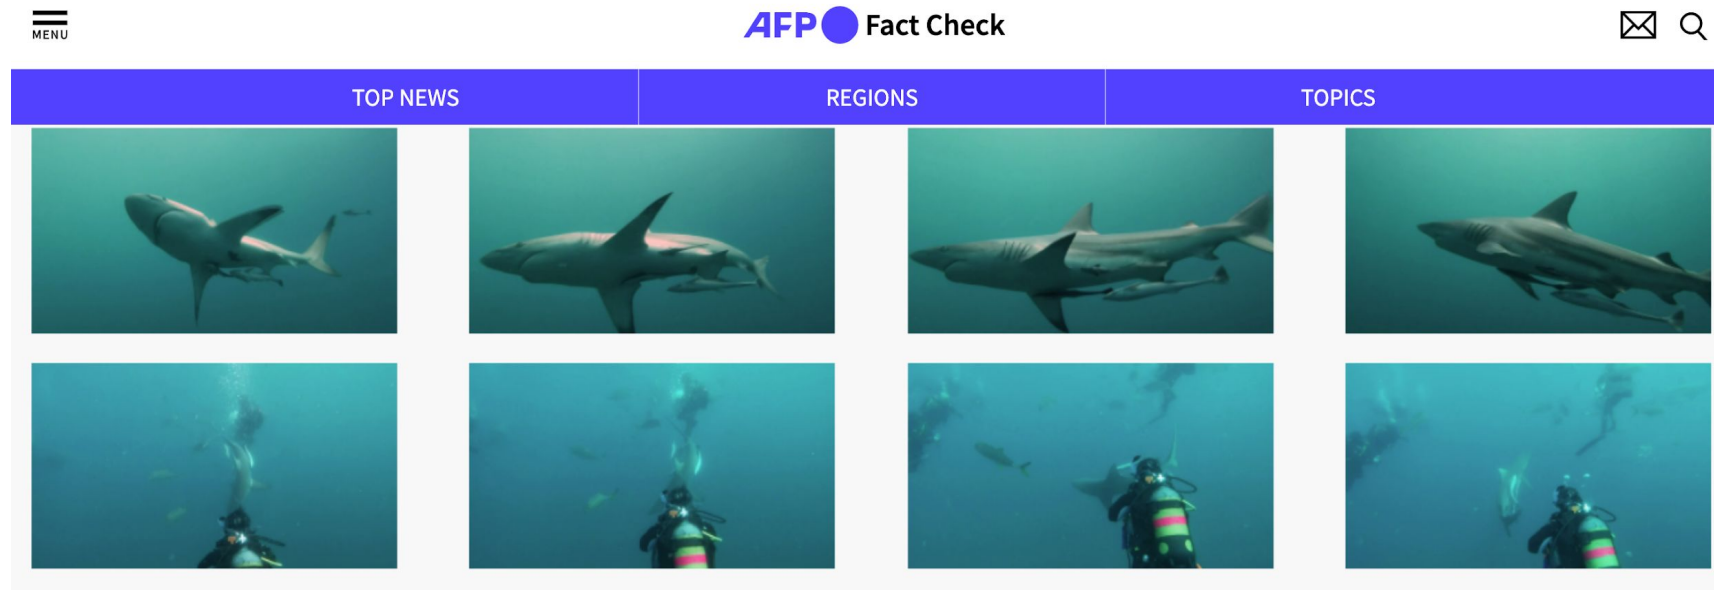 MENU
AFP Fact Check
TOP NEWS
REGIONS
TOPICS